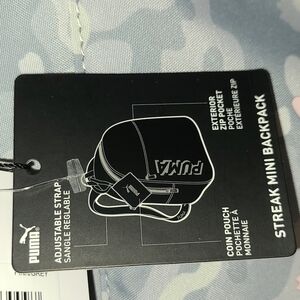 STREAK MINI BACKPACK
EXTERIOR
ZIP POCKET
POCHE
EXTÉRIEURE ZIP
COIN POUCH
POCHETTE À
MONNAIE
ADJUSTABLE STRAP
SANGLE RÉGLABLE
PUMA
PUMA